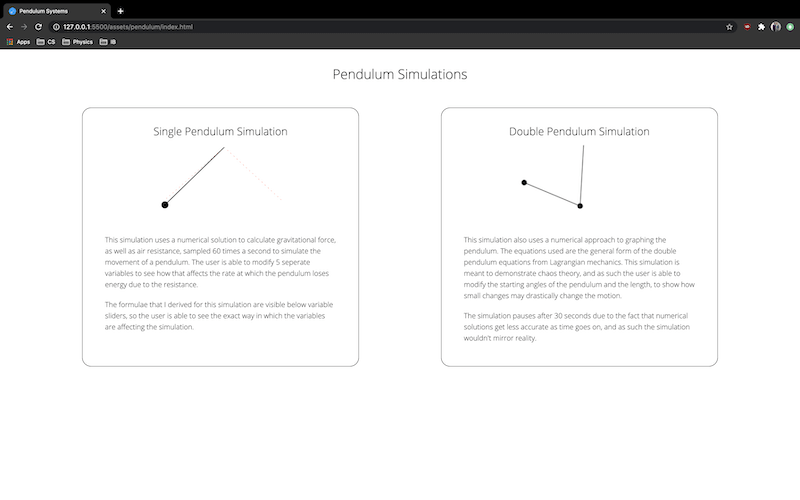 Pendulum Systems
127.0.0.1:5500/assets/pendulum/index.html
Apps CS Physics IB
Pendulum Simulations
Single Pendulum Simulation
This simulation uses a numerical solution to calculate gravitational force,
as well as air resistance, sampled 60 times a second to simulate the
movement of a pendulum. The user is able to modify 5 seperate
variables to see how that affects the rate at which the pendulum loses
energy due to the resistance.
The formulae that I derived for this simulation are visible below variable
sliders, so the user is able to see the exact way in which the variables
are affecting the simulation.
Double Pendulum Simulation
This simulation also uses a numerical approach to graphing the
pendulum. The equations used are the general form of the double
pendulum equations from Lagrangian mechanics. This simulation is
meant to demonstrate chaos theory, and as such the user is able to
modify the starting angles of the pendulum and the length, to show how
small changes may drastically change the motion.
The simulation pauses after 30 seconds due to the fact that numerical
solutions get less accurate as time goes on, and as such the simulation
wouldn't mirror reality.